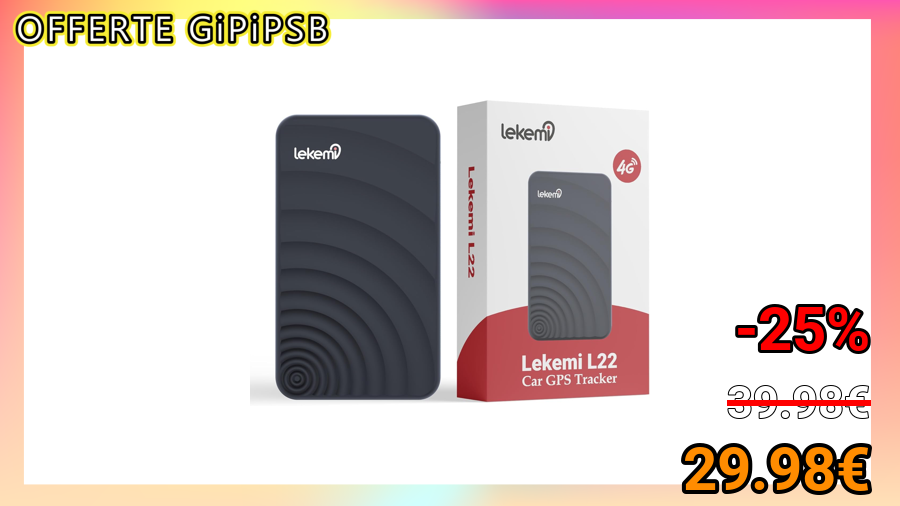 OFFERTE GiPiPSB
lekemi
lekemi
4G
lekemi
Lekemi L22
Lekemi L22
Car GPS Tracker
-25%
39.98€
29.98€